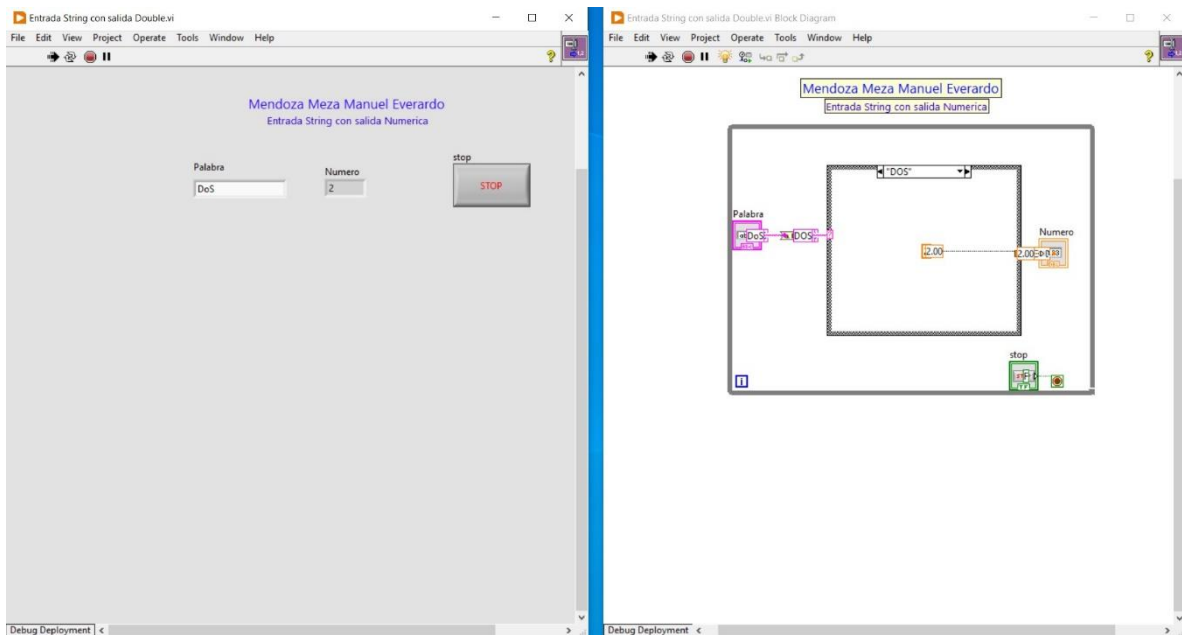 Entrada String con salida Double.vi
File Edit View Project Operate Tools Window Help
Mendoza Meza Manuel Everardo
Entrada String con salida Numerica
Palabra
DoS
Numero
2
stop
STOP
Debug Deployment
Entrada String con salida Double.vi Block Diagram
File Edit View Project Operate Tools Window Help
Mendoza Meza Manuel Everardo
Entrada String con salida Numerica
"DOS"
Palabra
DoS
DOS
Numero
2.00
2.00
stop
i
Debug Deployment